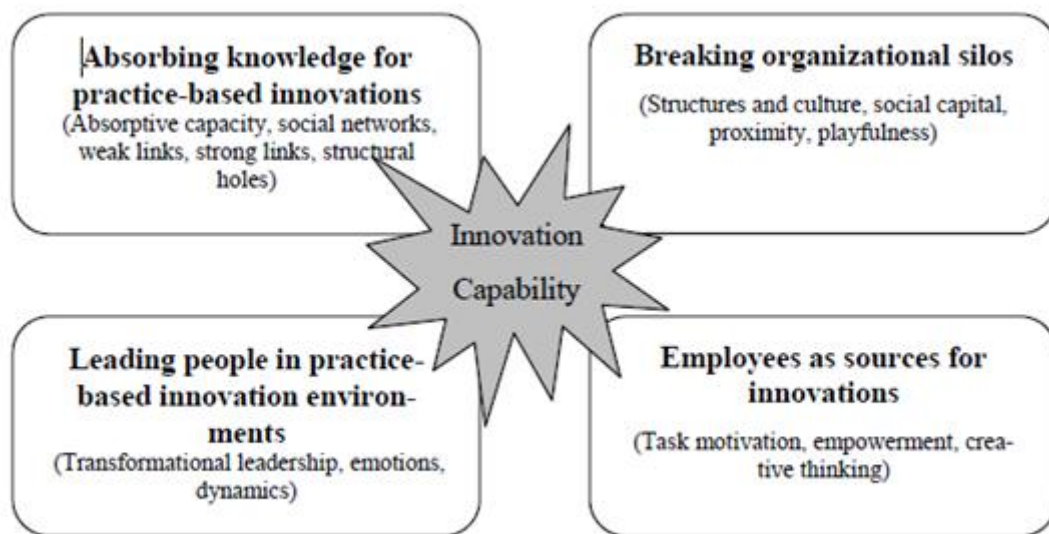 Absorbing knowledge for
practice-based innovations
(Absorptive capacity, social networks,
weak links, strong links, structural
holes)
Breaking organizational silos
(Structures and culture, social capital,
proximity, playfulness)
Innovation
Capability
Leading people in practice-
based innovation environ-
ments
(Transformational leadership, emotions,
dynamics)
Employees as sources for
innovations
(Task motivation, empowerment, crea-
tive thinking)